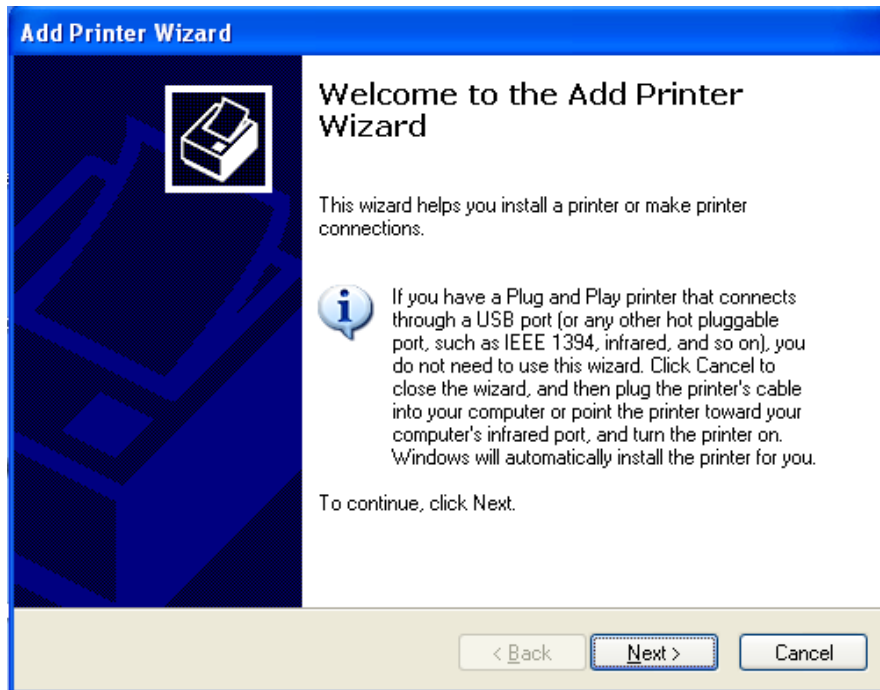 Add Printer Wizard
Welcome to the Add Printer
Wizard
This wizard helps you install a printer or make printer
connections.
If you have a Plug and Play printer that connects
through a USB port (or any other hot pluggable
port, such as IEEE 1394, infrared, and so on), you
do not need to use this wizard. Click Cancel to
close the wizard, and then plug the printer's cable
into your computer or point the printer toward your
computer's infrared port, and turn the printer on.
Windows will automatically install the printer for you.
To continue, click Next.
< Back Next > Cancel